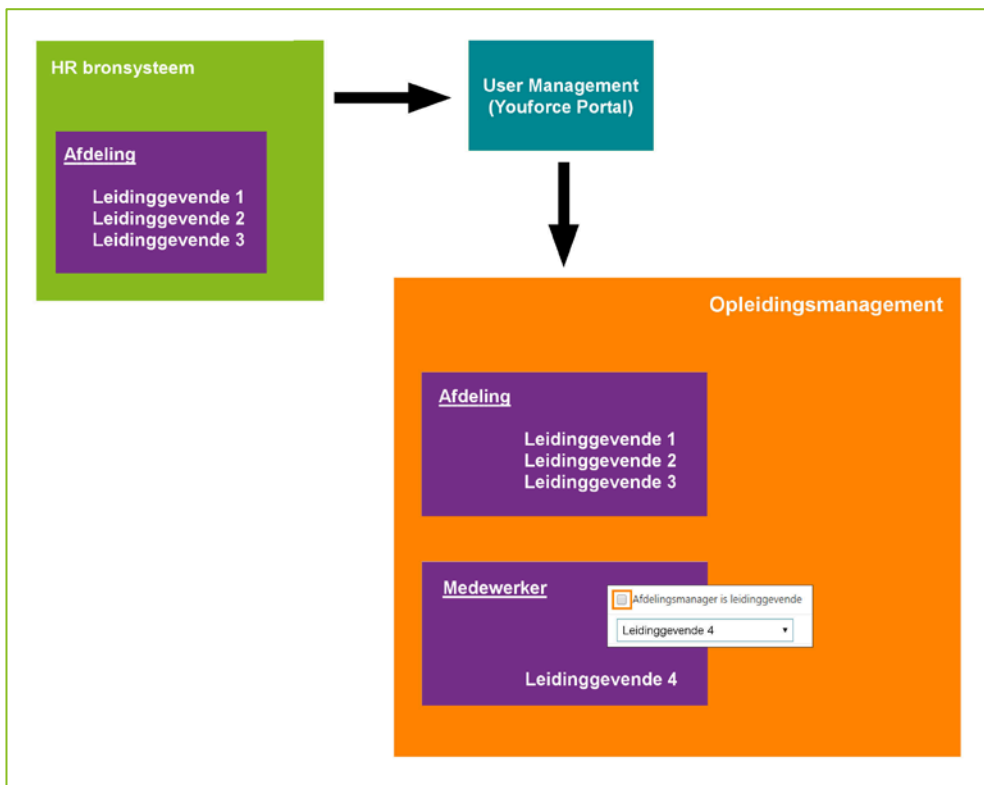 HR bronsysteem
Afdeling
Leidinggevende 1
Leidinggevende 2
Leidinggevende 3
User Management
(Youforce Portal)
Opleidingsmanagement
Afdeling
Leidinggevende 1
Leidinggevende 2
Leidinggevende 3
Medewerker
Afdelingsmanager is leidinggevende
Leidinggevende 4
Leidinggevende 4